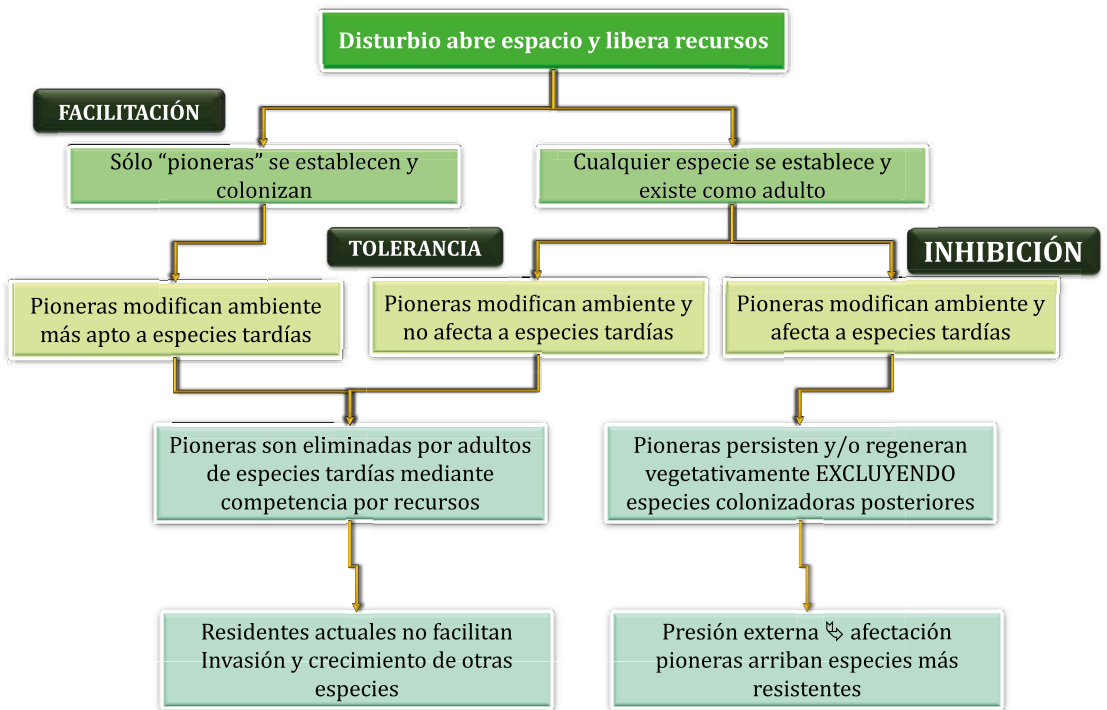 Disturbio abre espacio y libera recursos
FACILITACIÓN
Sólo “pioneras” se establecen y
colonizan
Cualquier especie se establece y
existe como adulto
TOLERANCIA
INHIBICIÓN
Pioneras modifican ambiente
más apto a especies tardías
Pioneras modifican ambiente y
no afecta a especies tardías
Pioneras modifican ambiente y
afecta a especies tardías
Pioneras son eliminadas por adultos
de especies tardías mediante
competencia por recursos
Pioneras persisten y/o regeneran
vegetativamente EXCLUYENDO
especies colonizadoras posteriores
Residentes actuales no facilitan
Invasión y crecimiento de otras
especies
Presión externa ⮱ afectación
pioneras arriban especies más
resistentes